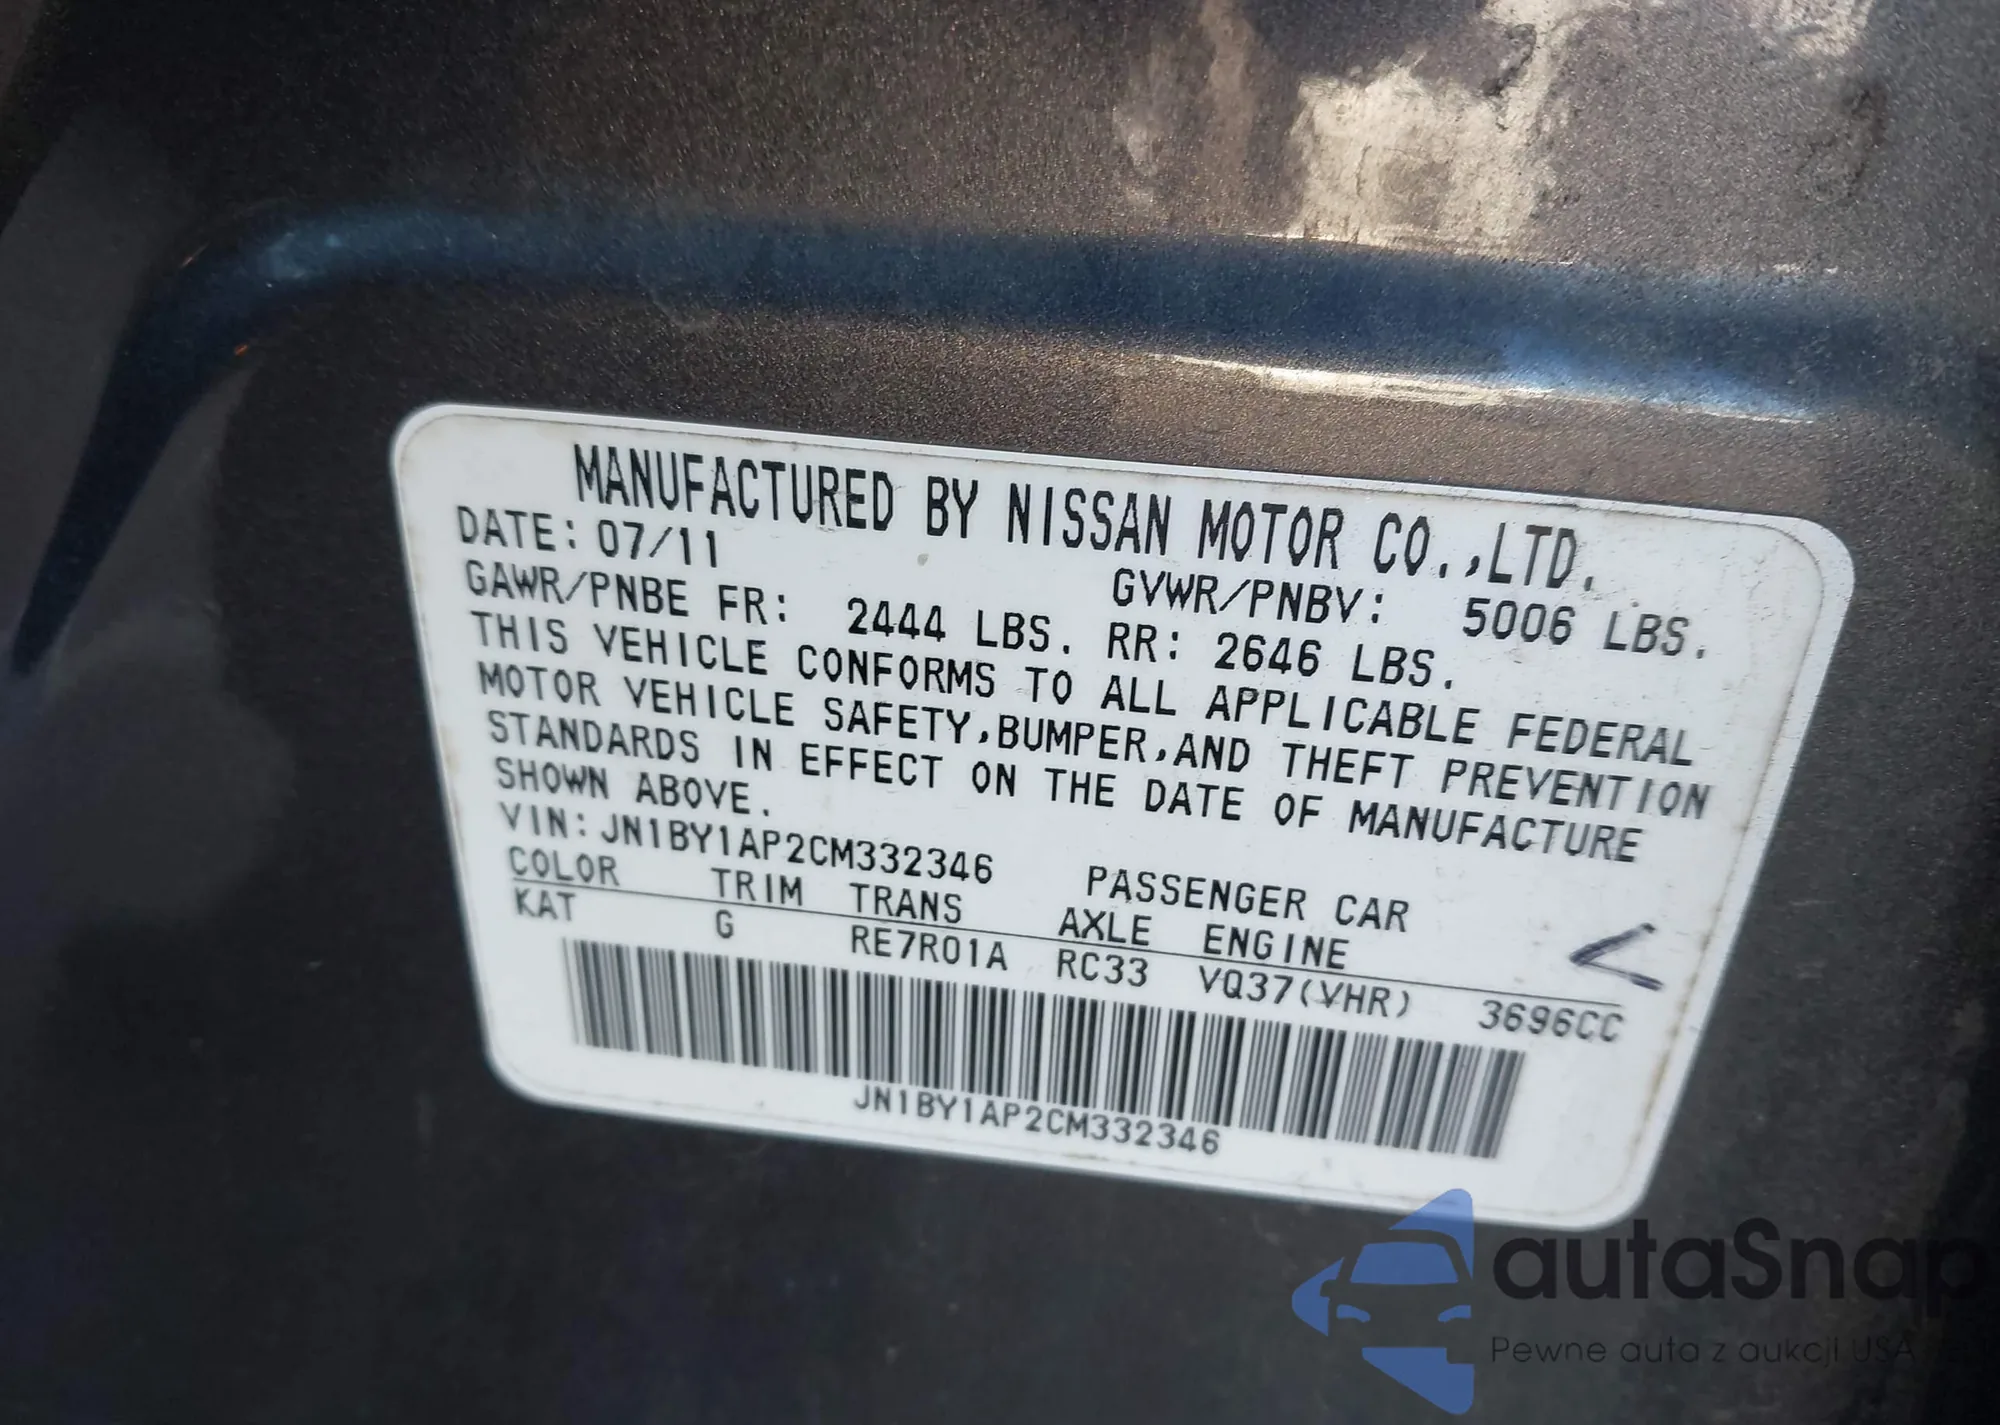 MANUFACTURED BY NISSAN MOTOR CO.,LTD.
DATE: 07/11 GVWR/PNBV: 5006 LBS.
GAWR/PNBE FR: 2444 LBS. RR: 2646 LBS.
THIS VEHICLE CONFORMS TO ALL APPLICABLE FEDERAL
MOTOR VEHICLE SAFETY,BUMPER,AND THEFT PREVENTION
STANDARDS IN EFFECT ON THE DATE OF MANUFACTURE
SHOWN ABOVE.
VIN: JN1BY1AP2CM332346 PASSENGER CAR
COLOR TRIM TRANS AXLE ENGINE
KAT G RE7R01A RC33 VQ37(VHR) 3696CC
JN1BY1AP2CM332346
autaSnap
Pewne auta z aukcji USA